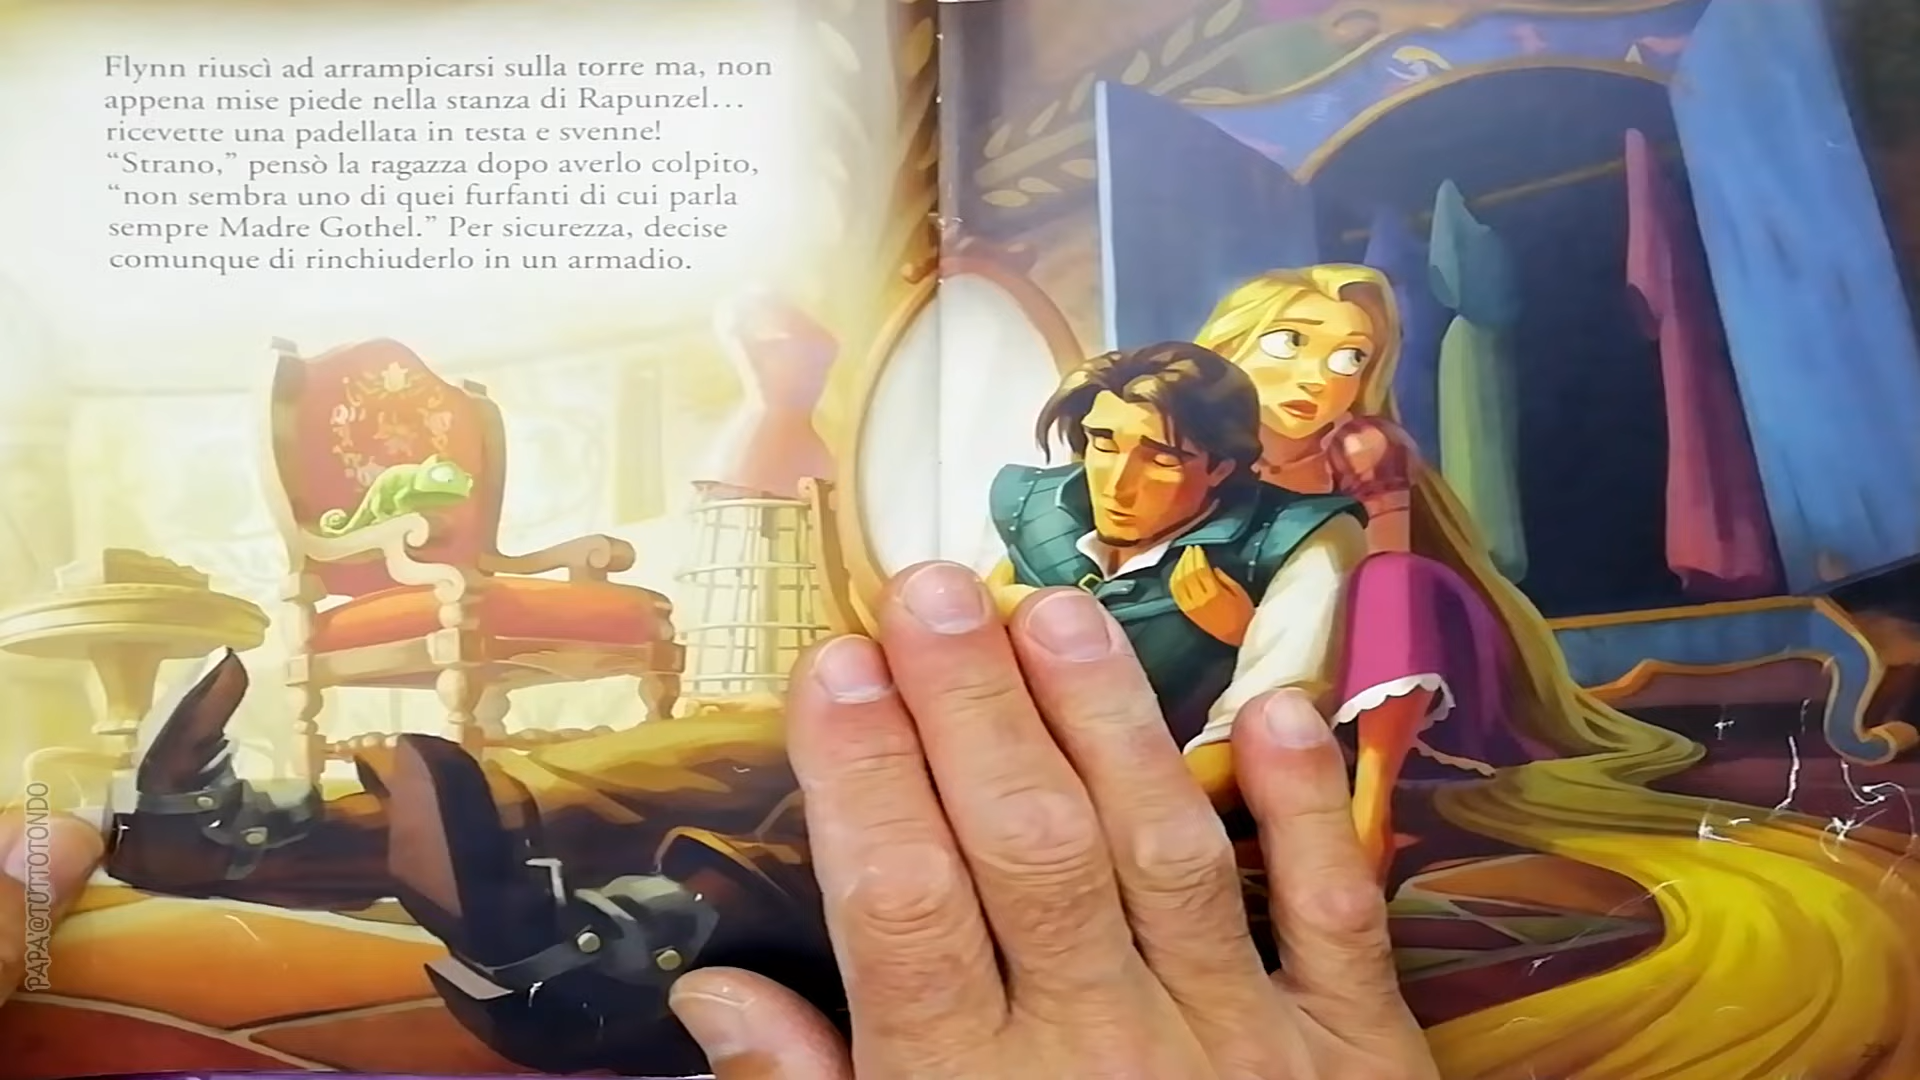 Flynn riuscì ad arrampicarsi sulla torre ma, non
appena mise piede nella stanza di Rapunzel…
ricevette una padellata in testa e svenne!
“Strano,” pensò la ragazza dopo averlo colpito,
“non sembra uno di quei furfanti di cui parla
sempre Madre Gothel.” Per sicurezza, decise
comunque di rinchiuderlo in un armadio.
PAPA'@TUTTOTONDO